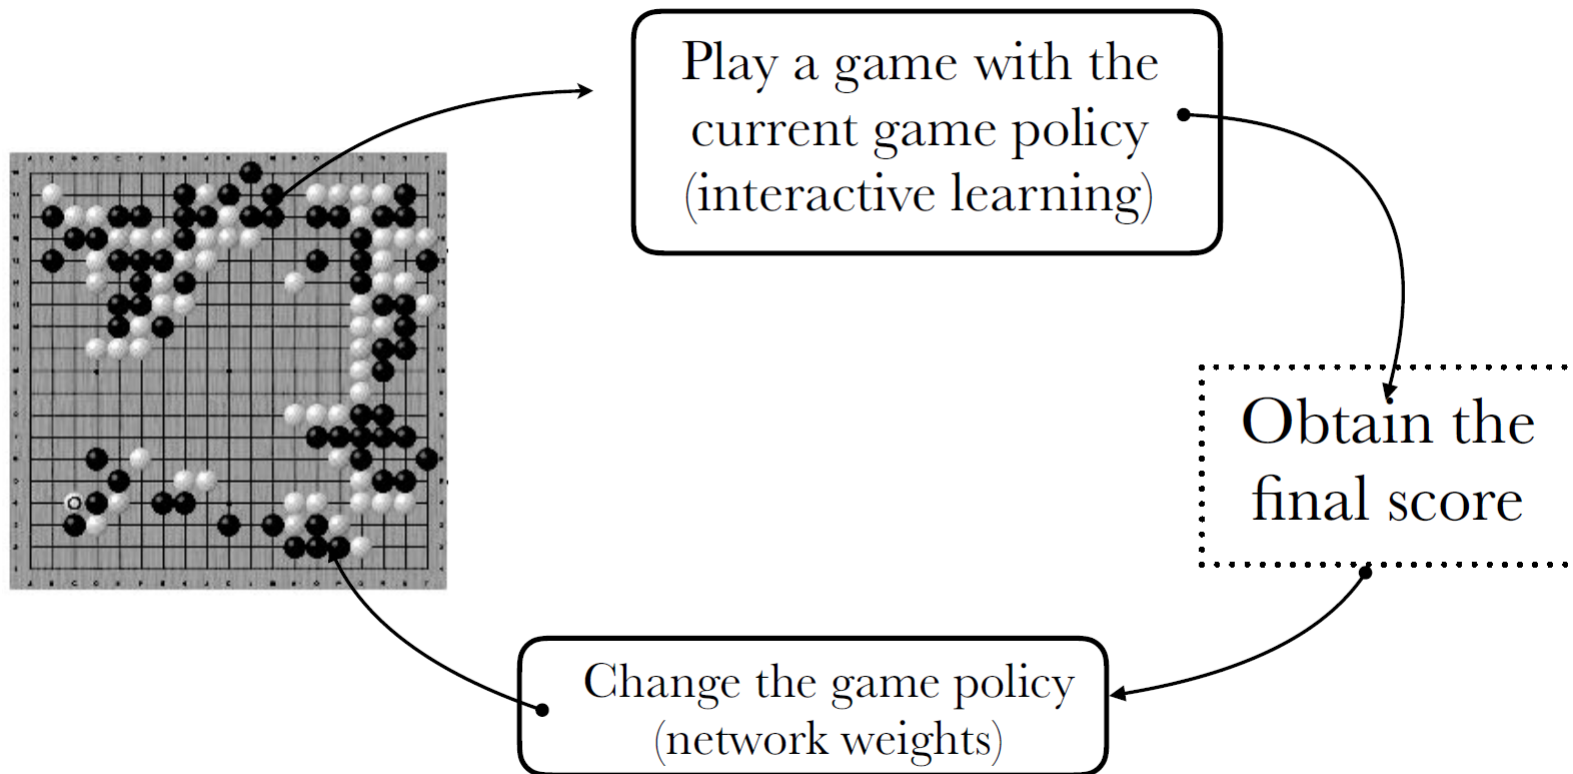 Play a game with the
current game policy
(interactive learning)
Obtain the
final score
Change the game policy
(network weights)